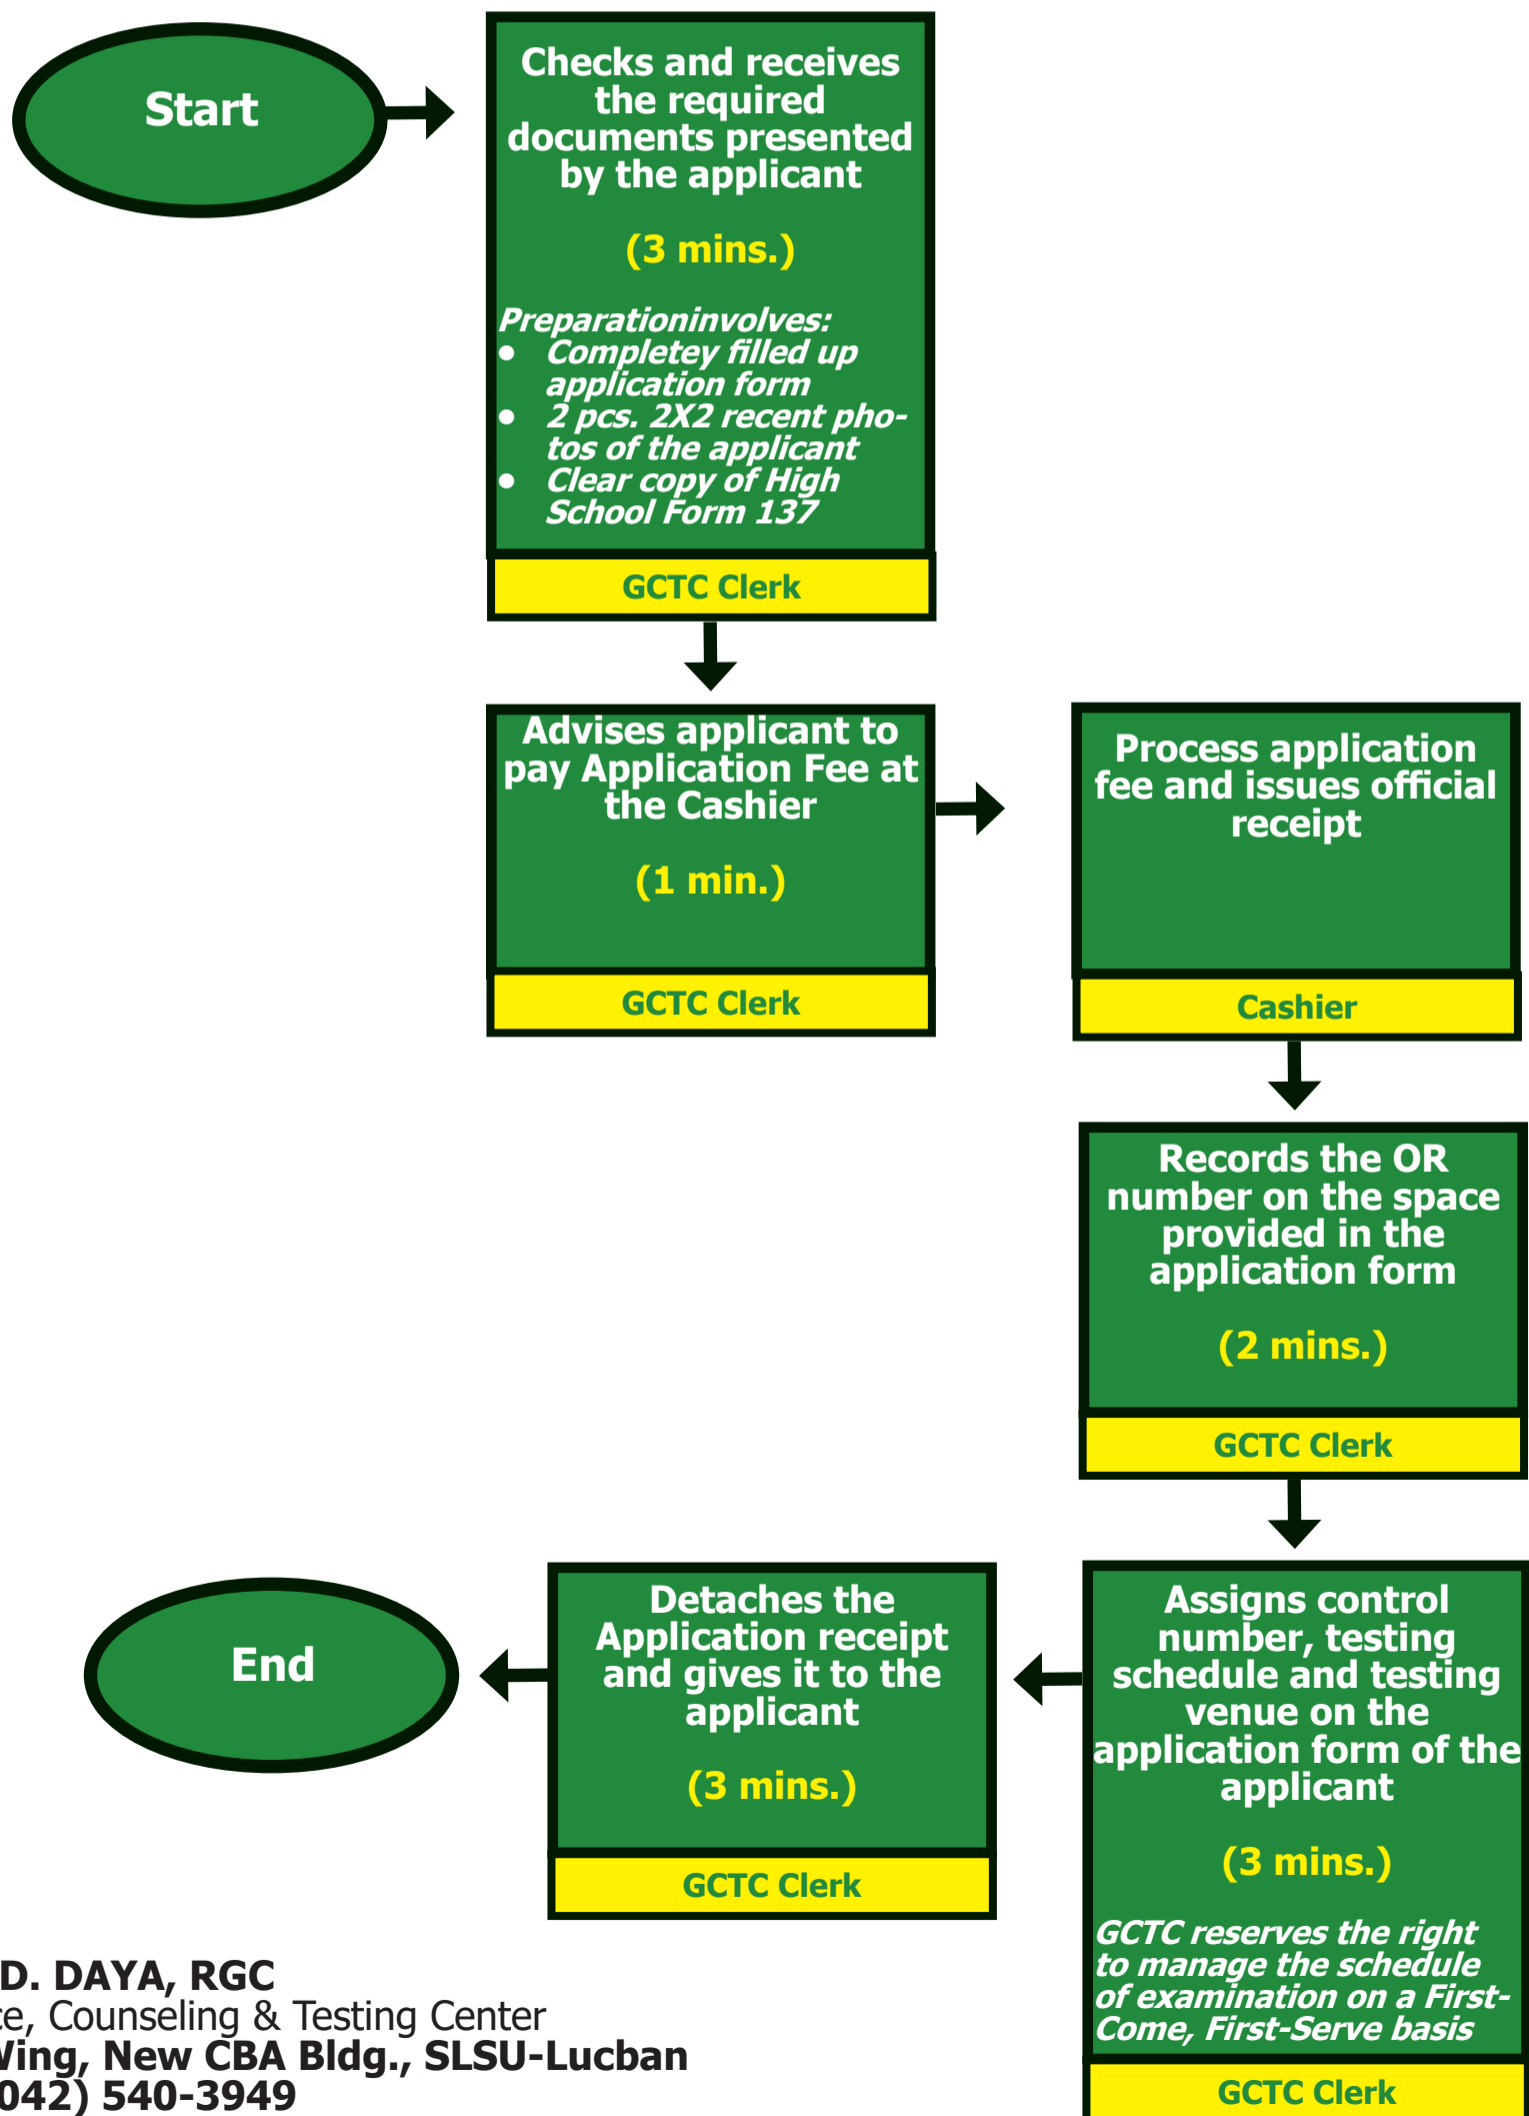 Start
Checks and receives
the required
documents presented
by the applicant
(3 mins.)
Preparationinvolves:
● Completey filled up
application form
● 2 pcs. 2X2 recent pho-
tos of the applicant
● Clear copy of High
School Form 137
GCTC Clerk
Advises applicant to
pay Application Fee at
the Cashier
(1 min.)
GCTC Clerk
Process application
fee and issues official
receipt
Cashier
Records the OR
number on the space
provided in the
application form
(2 mins.)
GCTC Clerk
Assigns control
number, testing
schedule and testing
venue on the
application form of the
applicant
(3 mins.)
GCTC reserves the right
to manage the schedule
of examination on a First-
Come, First-Serve basis
GCTC Clerk
Detaches the
Application receipt
and gives it to the
applicant
(3 mins.)
GCTC Clerk
End
D. DAYA, RGC
ce, Counseling & Testing Center
Wing, New CBA Bldg., SLSU-Lucban
042) 540-3949